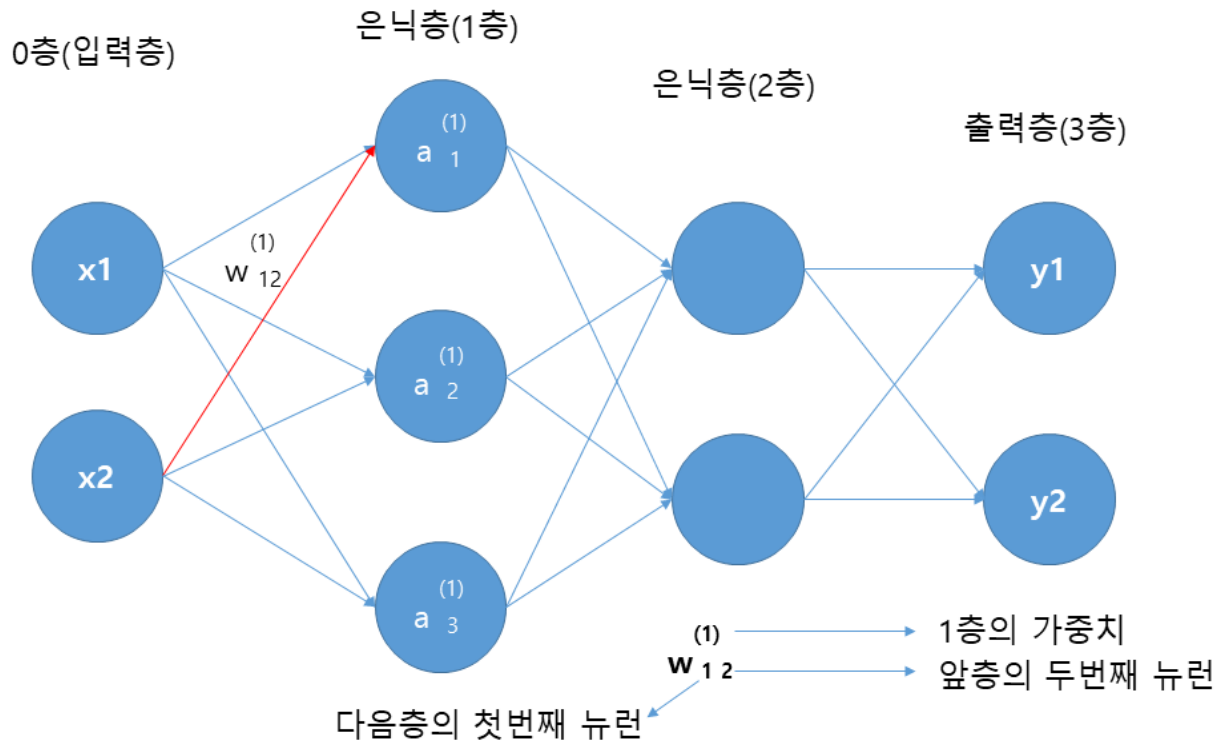 0층(입력층)
은닉층(1층)
은닉층(2층)
출력층(3층)
x1
x2
(1)
w 12
(1)
a 1
(1)
a 2
(1)
a 3
y1
y2
(1)
w 1 2
1층의 가중치
앞층의 두번째 뉴런
다음층의 첫번째 뉴런